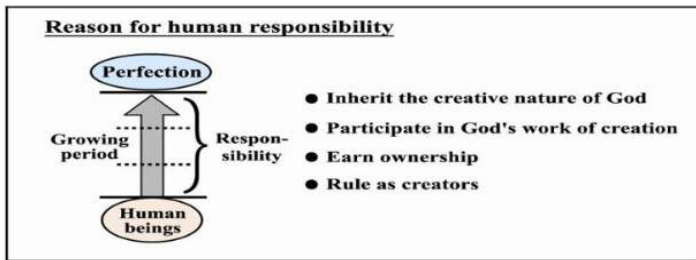 Reason for human responsibility
Perfection
Growing
period
Respon-
sibility
Human
beings
● Inherit the creative nature of God
● Participate in God's work of creation
● Earn ownership
● Rule as creators